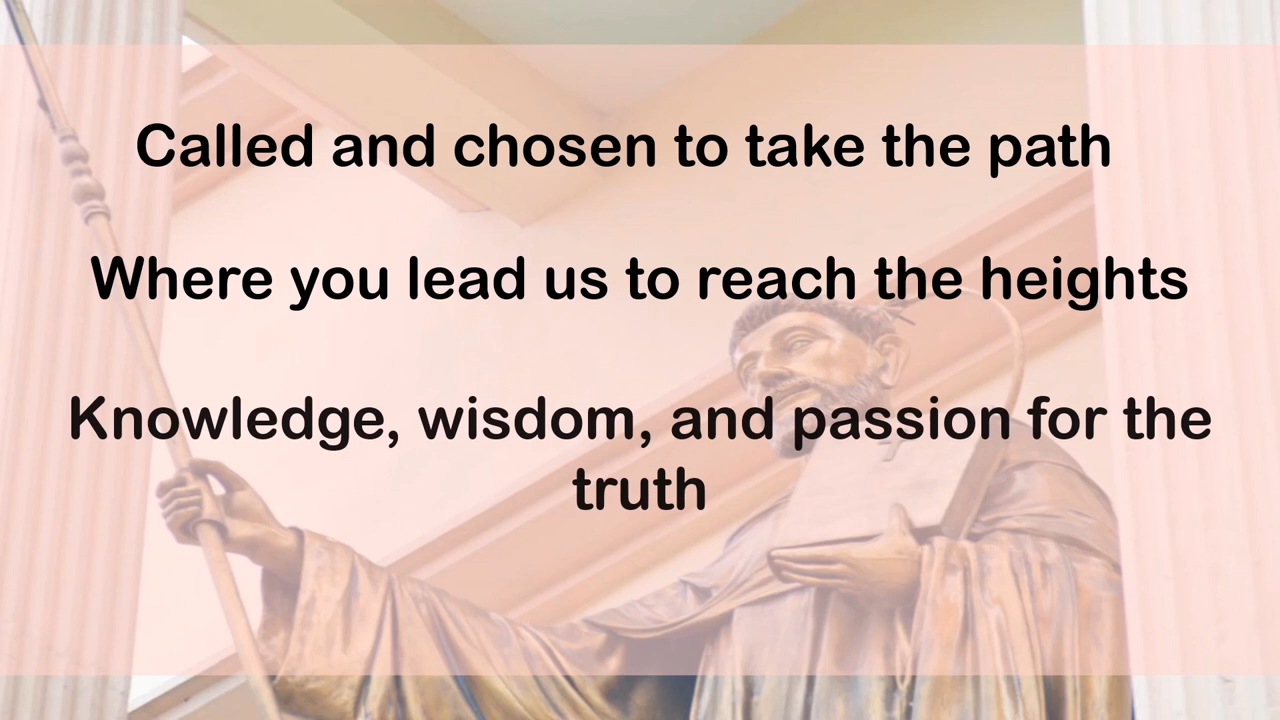 Called and chosen to take the path
Where you lead us to reach the heights
Knowledge, wisdom, and passion for the
truth